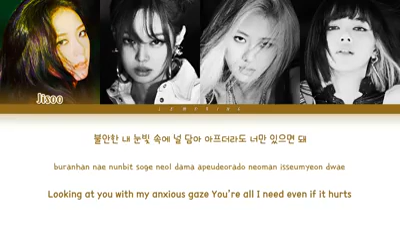 Jisoo
불안한 내 눈빛 속에 널 담아 아프더라도 너만 있으면 돼
buranhan nae nunbit soge neol dama apeudeorado neoman isseumyeon dwae
Looking at you with my anxious gaze You're all I need even if it hurts